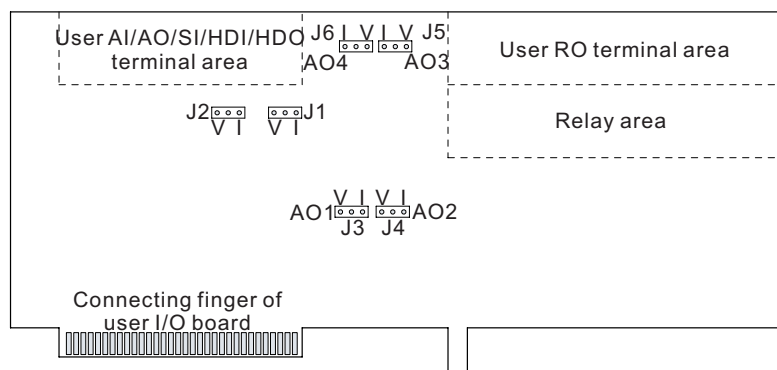 User AI/AO/SI/HDI/HDO
terminal area
J6 I V I V J5
AO4 AO3
User RO terminal area
Relay area
J2 J1
V I V I
V I V I
AO1 AO2
J3 J4
Connecting finger of
user I/O board